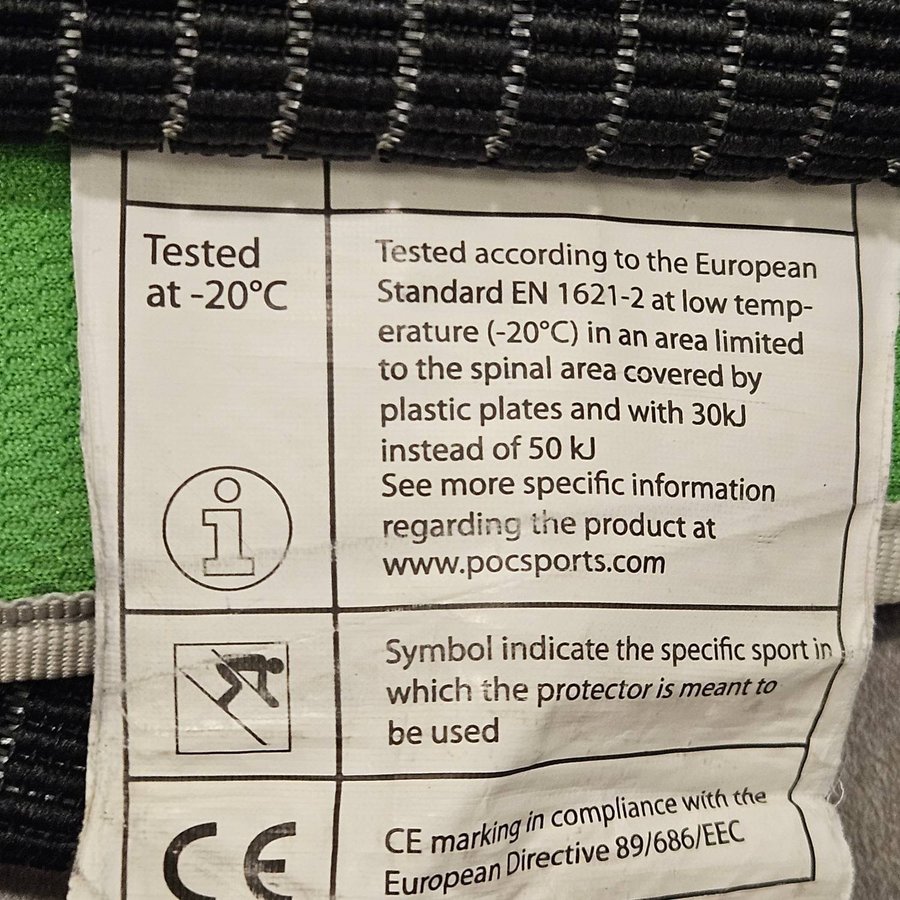 Tested
at -20°C
Tested according to the European
Standard EN 1621-2 at low temp-
erature (-20°C) in an area limited
to the spinal area covered by
plastic plates and with 30kJ
instead of 50 kJ
See more specific information
regarding the product at
www.pocsports.com
i
Symbol indicate the specific sport in
which the protector is meant to
be used
CE
CE marking in compliance with the
European Directive 89/686/EEC